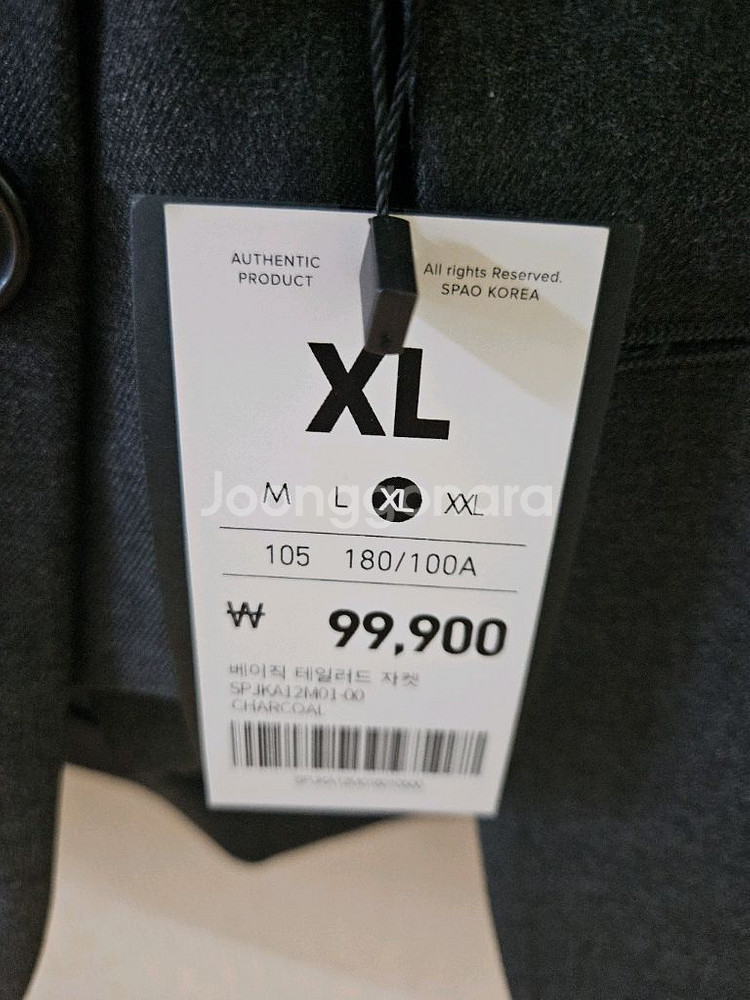 AUTHENTIC
PRODUCT
All rights Reserved.
SPAO KOREA
XL
M L XL XXL
Joonggonara
105 180/100A
₩ 99,900
베이직 테일러드 자켓
SPJKA12M01-00
CHARCOAL